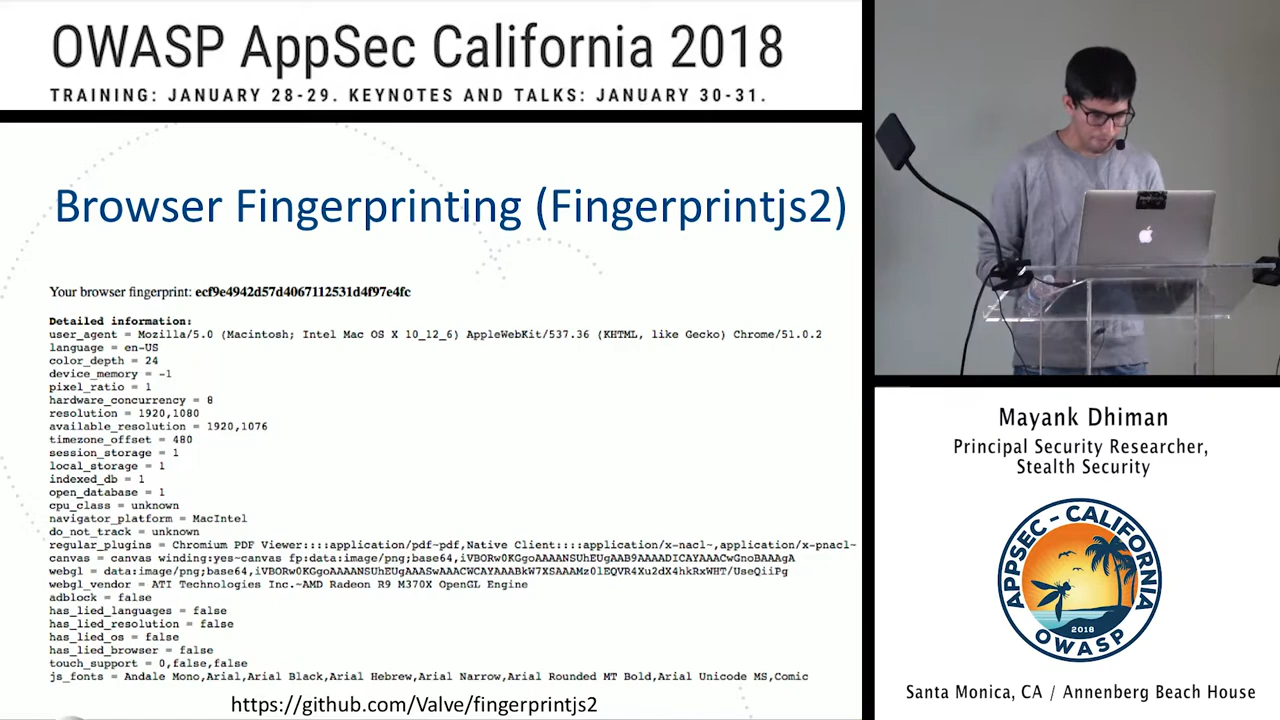 OWASP AppSec California 2018
TRAINING: JANUARY 28-29. KEYNOTES AND TALKS: JANUARY 30-31.
Browser Fingerprinting (Fingerprintjs2)
Your browser fingerprint: ecf9e4942d57d4067112531d4f97e4fc
Detailed information:
user_agent = Mozilla/5.0 (Macintosh; Intel Mac OS X 10_12_6) AppleWebKit/537.36 (KHTML, like Gecko) Chrome/51.0.2
language = en-US
color_depth = 24
device_memory = -1
pixel_ratio = 1
hardware_concurrency = 8
resolution = 1920,1080
available_resolution = 1920,1076
timezone_offset = 480
session_storage = 1
local_storage = 1
indexed_db = 1
open_database = 1
cpu_class = unknown
navigator_platform = MacIntel
do_not_track = unknown
regular_plugins = Chromium PDF Viewer::::application/pdf~pdf,Native Client::::application/x-nacl~,application/x-pnacl~
canvas = canvas winding:yes~canvas fp:data:image/png;base64,iVBORw0KGgoAAAANSUhEUgAAB9AAAADICAYAAACwGnoBAAAgA
webgl = data:image/png;base64,iVBORw0KGgoAAAANSUhEUgAAASwAAACWCAYAAABkW7XSAAAMz0lEQVR4Xu2dX4hkRxWHT/UseQiiPg
webgl_vendor = ATI Technologies Inc.~AMD Radeon R9 M370X OpenGL Engine
adblock = false
has_lied_languages = false
has_lied_resolution = false
has_lied_os = false
has_lied_browser = false
touch_support = 0,false,false
js_fonts = Andale Mono,Arial,Arial Black,Arial Hebrew,Arial Narrow,Arial Rounded MT Bold,Arial Unicode MS,Comic
https://github.com/Valve/fingerprintjs2
Mayank Dhiman
Principal Security Researcher,
Stealth Security
APPSEC - CALIFORNIA
2018
OWASP
Santa Monica, CA / Annenberg Beach House